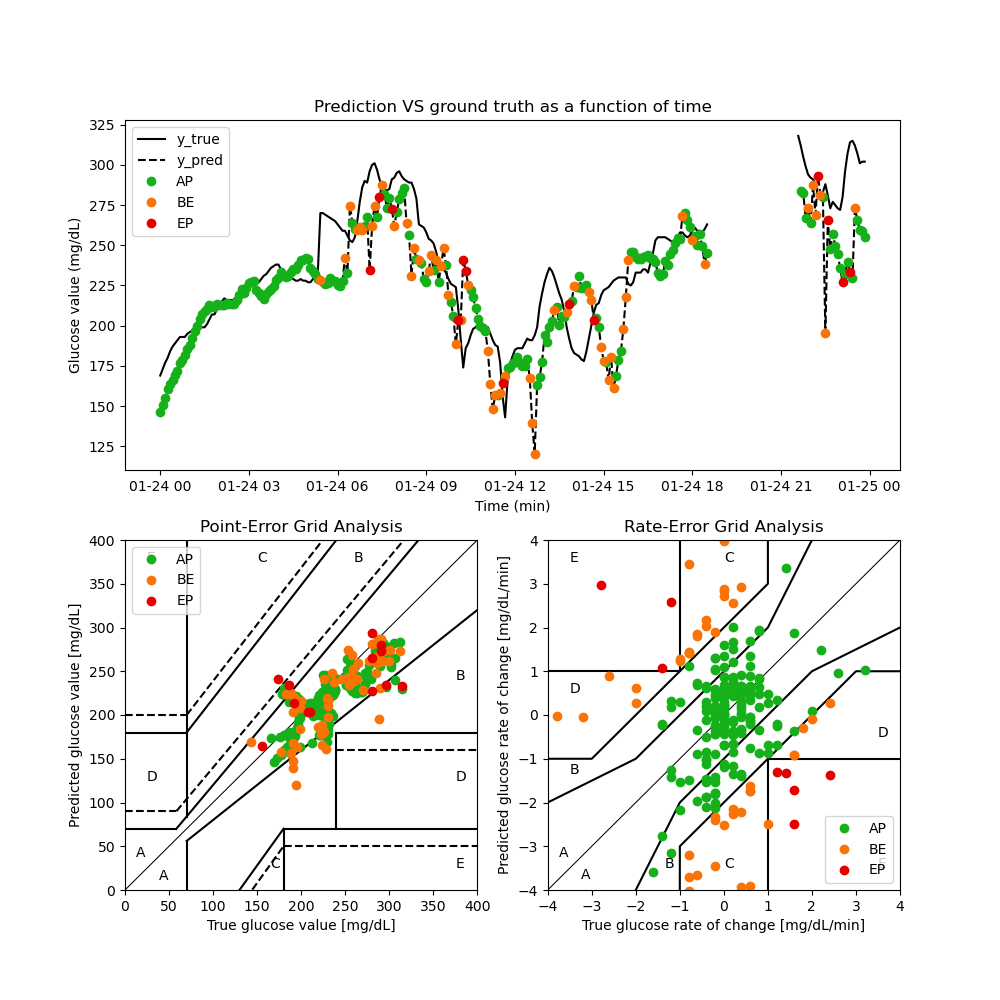 Prediction VS ground truth as a function of time
Glucose value (mg/dL)
325
300
275
250
225
200
175
150
125
y_true
y_pred
AP
BE
EP
01-24 00 01-24 03 01-24 06 01-24 09 01-24 12 01-24 15 01-24 18 01-24 21 01-25 00
Time (min)
Point-Error Grid Analysis
Predicted glucose value [mg/dL]
400
350
300
250
200
150
100
50
0
AP
BE
EP
C
B
B
D
D
A
A
C
E
0 50 100 150 200 250 300 350 400
True glucose value [mg/dL]
Rate-Error Grid Analysis
Predicted glucose rate of change [mg/dL/min]
4
3
2
1
0
−1
−2
−3
−4
E
C
D
D
B
A
A
B
C
AP
BE
EP
−4 −3 −2 −1 0 1 2 3 4
True glucose rate of change [mg/dL/min]